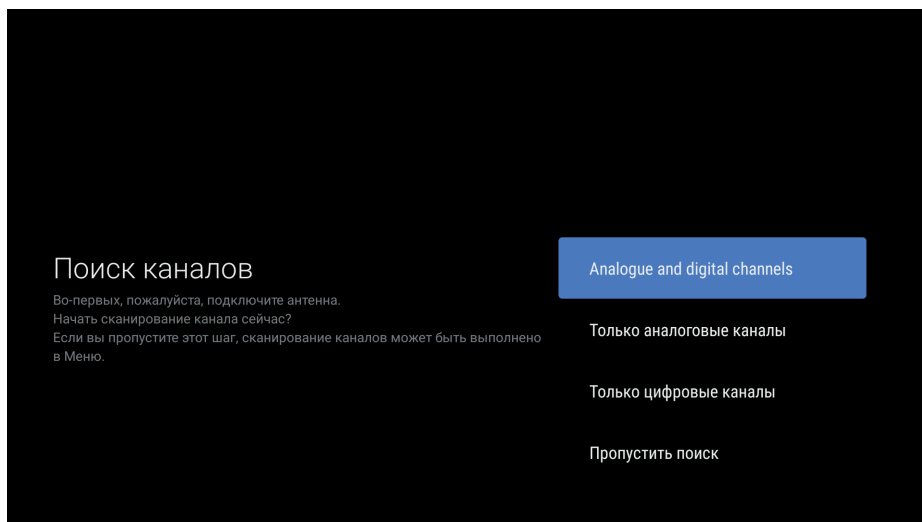 Поиск каналов
Во-первых, пожалуйста, подключите антенна.
Начать сканирование канала сейчас?
Если вы пропустите этот шаг, сканирование каналов может быть выполнено
в Меню.
Analogue and digital channels
Только аналоговые каналы
Только цифровые каналы
Пропустить поиск